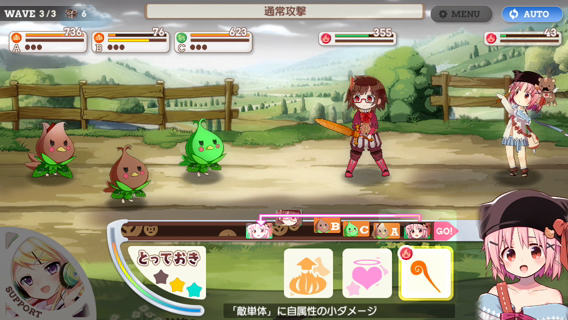 WAVE 3/3 6
通常攻撃
MENU
AUTO
736
76
623
355
43
A
B
C
B C A GO!
とっておき
SUPPORT
「敵単体」に自属性の小ダメージ